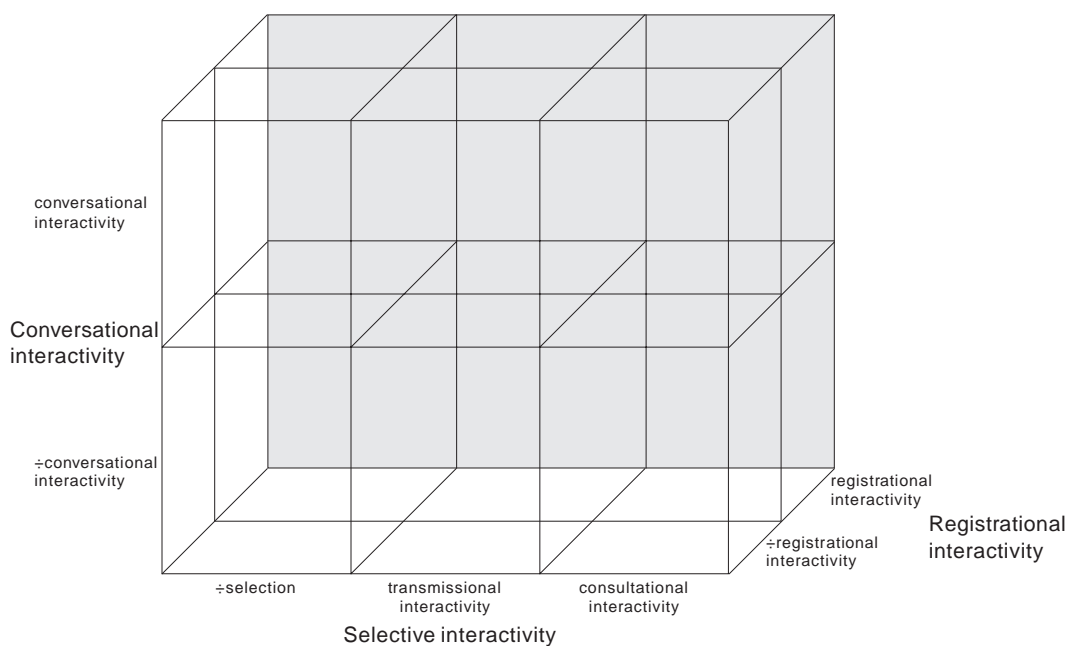 conversational
interactivity
Conversational
interactivity
÷conversational
interactivity
registrational
interactivity
Registrational
interactivity
÷registrational
interactivity
÷selection
transmissional
interactivity
consultational
interactivity
Selective interactivity